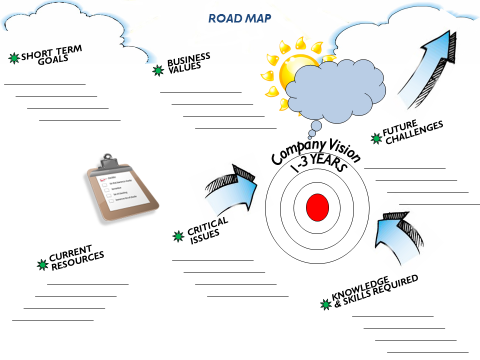 ROAD MAP
SHORT TERM
GOALS
BUSINESS
VALUES
FUTURE
CHALLENGES
Company Vision
1-3 YEARS
CRITICAL
ISSUES
CURRENT
RESOURCES
KNOWLEDGE
& SKILLS REQUIRED